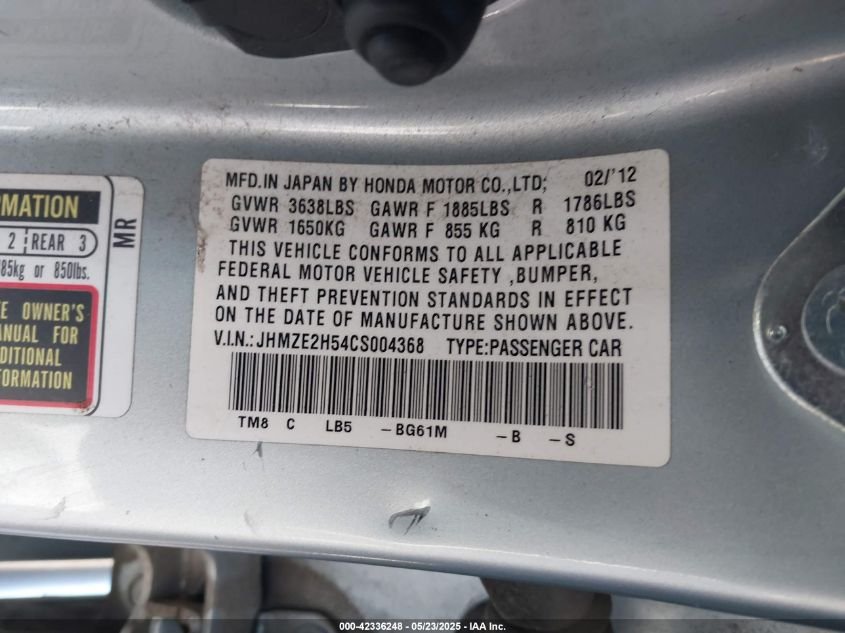 RMATION
2 REAR 3
85kg or 850lbs.
OWNER'S
ANUAL FOR
DITIONAL
FORMATION
MR
MFD.IN JAPAN BY HONDA MOTOR CO.,LTD; 02/'12
GVWR 3638LBS GAWR F 1885LBS R 1786LBS
GVWR 1650KG GAWR F 855 KG R 810 KG
THIS VEHICLE CONFORMS TO ALL APPLICABLE
FEDERAL MOTOR VEHICLE SAFETY ,BUMPER,
AND THEFT PREVENTION STANDARDS IN EFFECT
ON THE DATE OF MANUFACTURE SHOWN ABOVE.
V.I.N.: JHMZE2H54CS004368 TYPE:PASSENGER CAR
TM8 C LB5 -BG61M -B -S
000-42336248 - 05/23/2025 - IAA Inc.